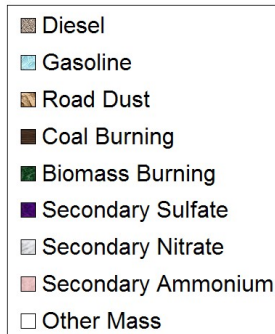 Diesel
Gasoline
Road Dust
Coal Burning
Biomass Burning
Secondary Sulfate
Secondary Nitrate
Secondary Ammonium
Other Mass